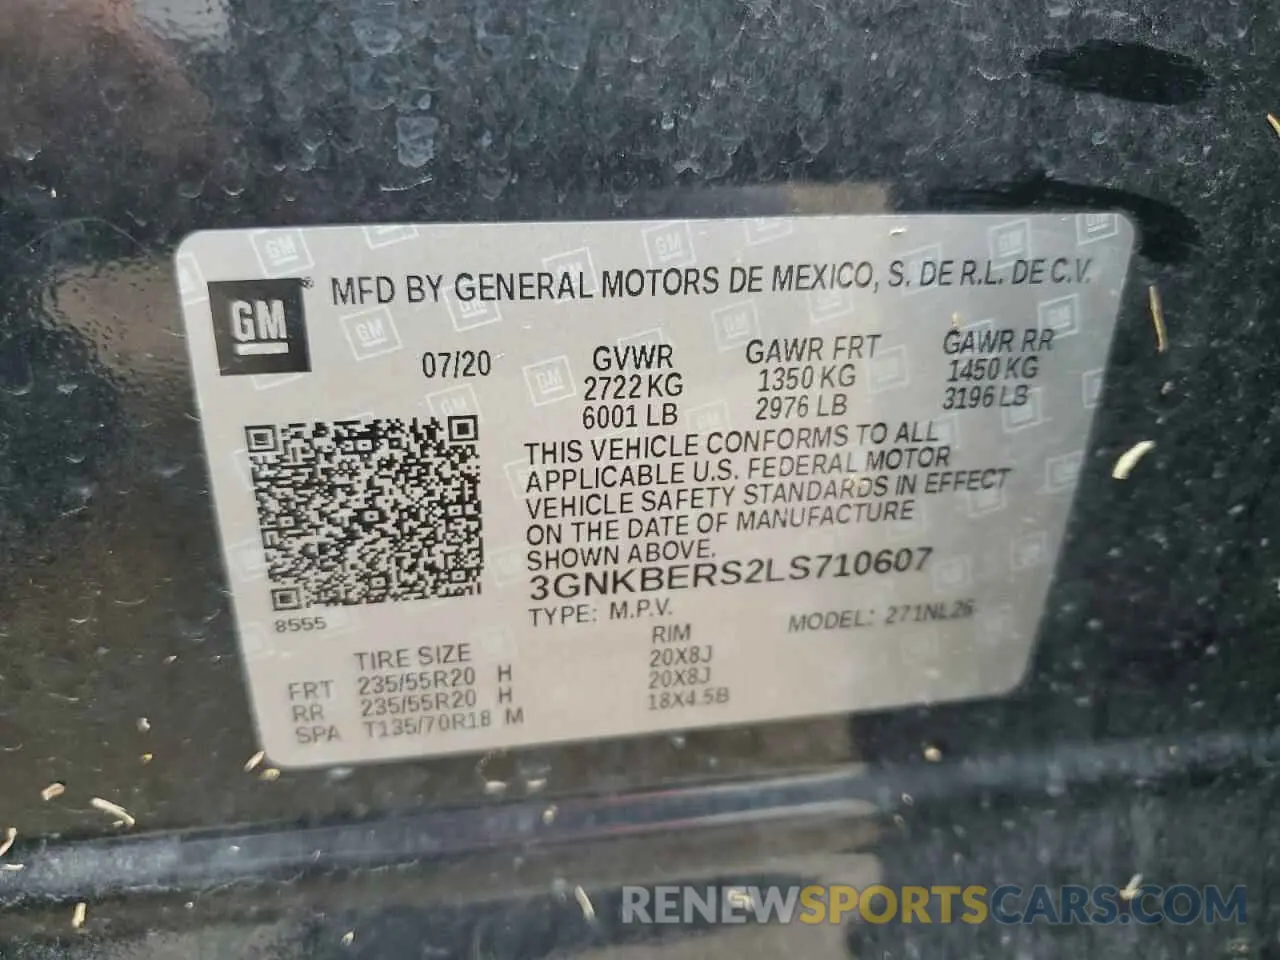 GM
MFD BY GENERAL MOTORS DE MEXICO, S. DE R.L. DE C.V.
07/20
GVWR
2722 KG
6001 LB
GAWR FRT
1350 KG
2976 LB
GAWR RR
1450 KG
3196 LB
THIS VEHICLE CONFORMS TO ALL
APPLICABLE U.S. FEDERAL MOTOR
VEHICLE SAFETY STANDARDS IN EFFECT
ON THE DATE OF MANUFACTURE
SHOWN ABOVE.
3GNKBERS2LS710607
TYPE: M.P.V.
MODEL: 271NL26
8555
TIRE SIZE RIM
FRT 235/55R20 H 20X8J
RR 235/55R20 H 20X8J
SPA T135/70R18 M 18X4.5B
RENEWSPORTSCARS.COM